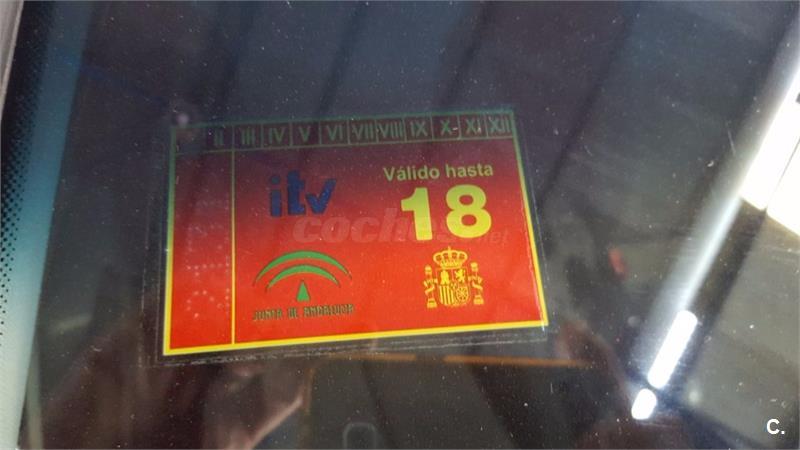 II III IV V VI VII VIII IX X XI XII
itv
Válido hasta
18
coches.net
JUNTA DE ANDALUCIA
C.